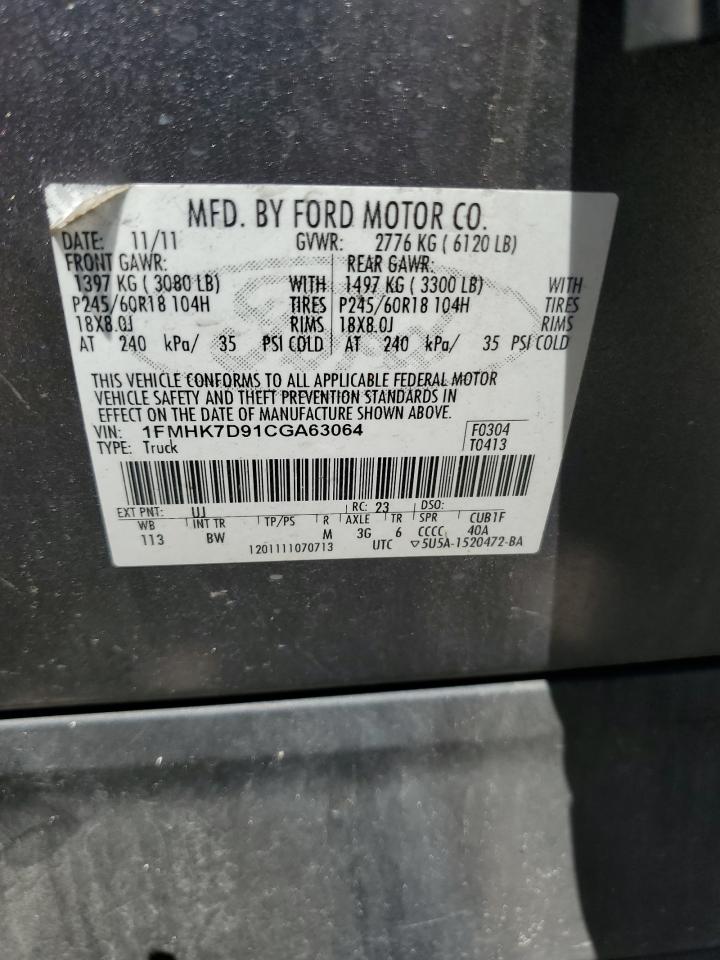 MFD. BY FORD MOTOR CO.
DATE: 11/11 GVWR: 2776 KG ( 6120 LB)
FRONT GAWR: REAR GAWR:
1397 KG ( 3080 LB) WITH 1497 KG ( 3300 LB) WITH
P245/60R18 104H TIRES P245/60R18 104H TIRES
18X8.0J RIMS 18X8.0J RIMS
AT 240 kPa/ 35 PSI COLD AT 240 kPa/ 35 PSI COLD
THIS VEHICLE CONFORMS TO ALL APPLICABLE FEDERAL MOTOR
VEHICLE SAFETY AND THEFT PREVENTION STANDARDS IN
EFFECT ON THE DATE OF MANUFACTURE SHOWN ABOVE.
VIN: 1FMHK7D91CGA63064 F0304
TYPE: Truck T0413
EXT PNT: UJ RC: 23 DSO:
WB INT TR TP/PS R AXLE TR SPR CUB1F
113 BW M 3G 6 CCCC 40A
1201111070713 UTC ▽5U5A-1520472-BA